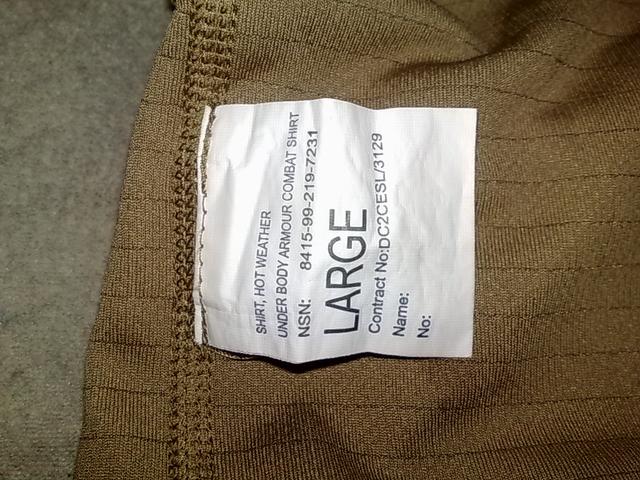 SHIRT, HOT WEATHER
UNDER BODY ARMOUR COMBAT SHIRT
NSN: 8415-99-219-7231
LARGE
Contract No:DC2CESL/3129
Name:
No: